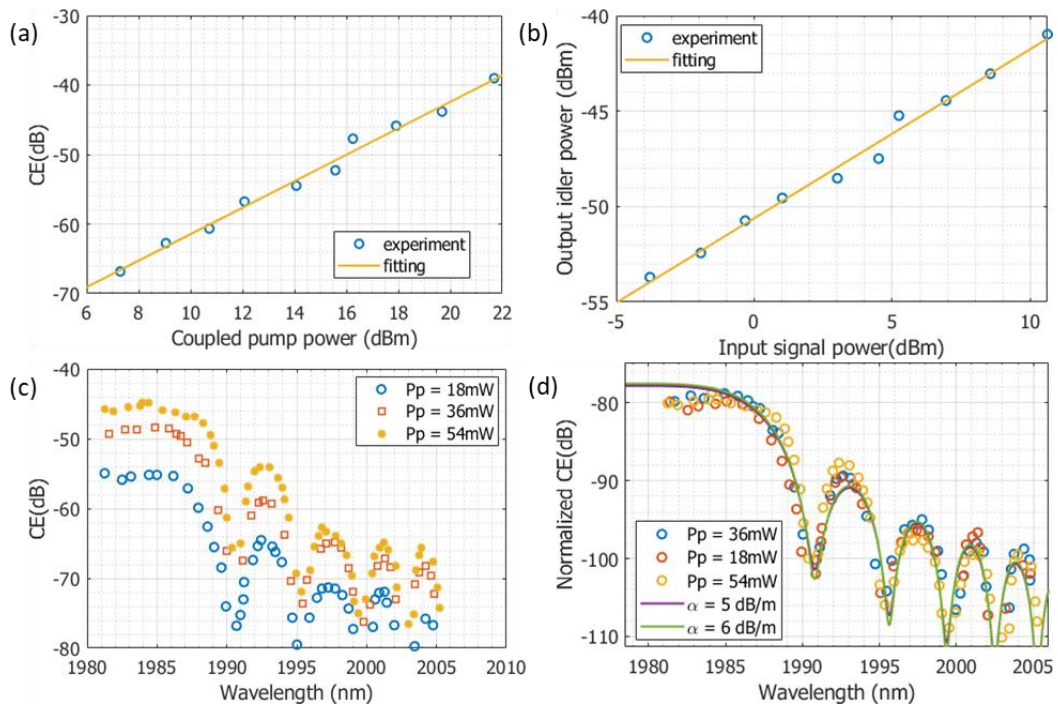 (a)
-30
-40
-50
-60
-70
CE(dB)
experiment
fitting
6 8 10 12 14 16 18 20 22
Coupled pump power (dBm)
(b)
-40
-45
-50
-55
Output idler power (dBm)
experiment
fitting
-5 0 5 10
Input signal power(dBm)
(c)
-40
-50
-60
-70
-80
CE(dB)
Pp = 18mW
Pp = 36mW
Pp = 54mW
1980 1985 1990 1995 2000 2005 2010
Wavelength (nm)
(d)
-80
-90
-100
-110
Normalized CE(dB)
Pp = 36mW
Pp = 18mW
Pp = 54mW
α = 5 dB/m
α = 6 dB/m
1980 1985 1990 1995 2000 2005
Wavelength (nm)